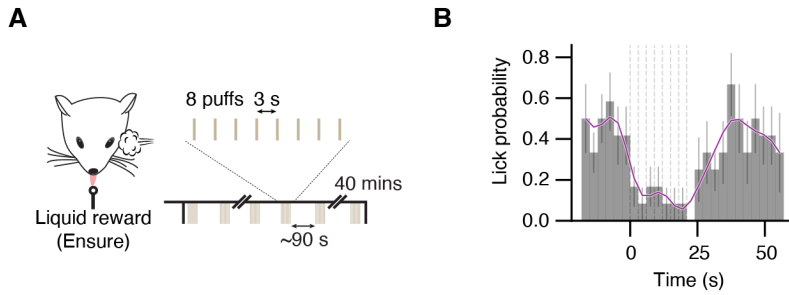 A
8 puffs 3 s
40 mins
Liquid reward
(Ensure)
~90 s
B
Lick probability
0.8
0.6
0.4
0.2
0.0
0 25 50
Time (s)